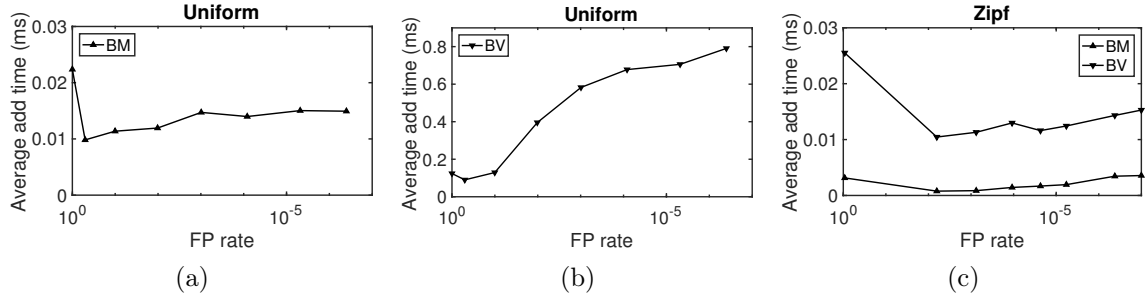 Uniform
Average add time (ms)
0.03
0.02
0.01
0
BM
10^0
10^-5
FP rate
(a)
Uniform
Average add time (ms)
0.8
0.6
0.4
0.2
0
BV
10^0
10^-5
FP rate
(b)
Zipf
Average add time (ms)
0.03
0.02
0.01
0
BM
BV
10^0
10^-5
FP rate
(c)